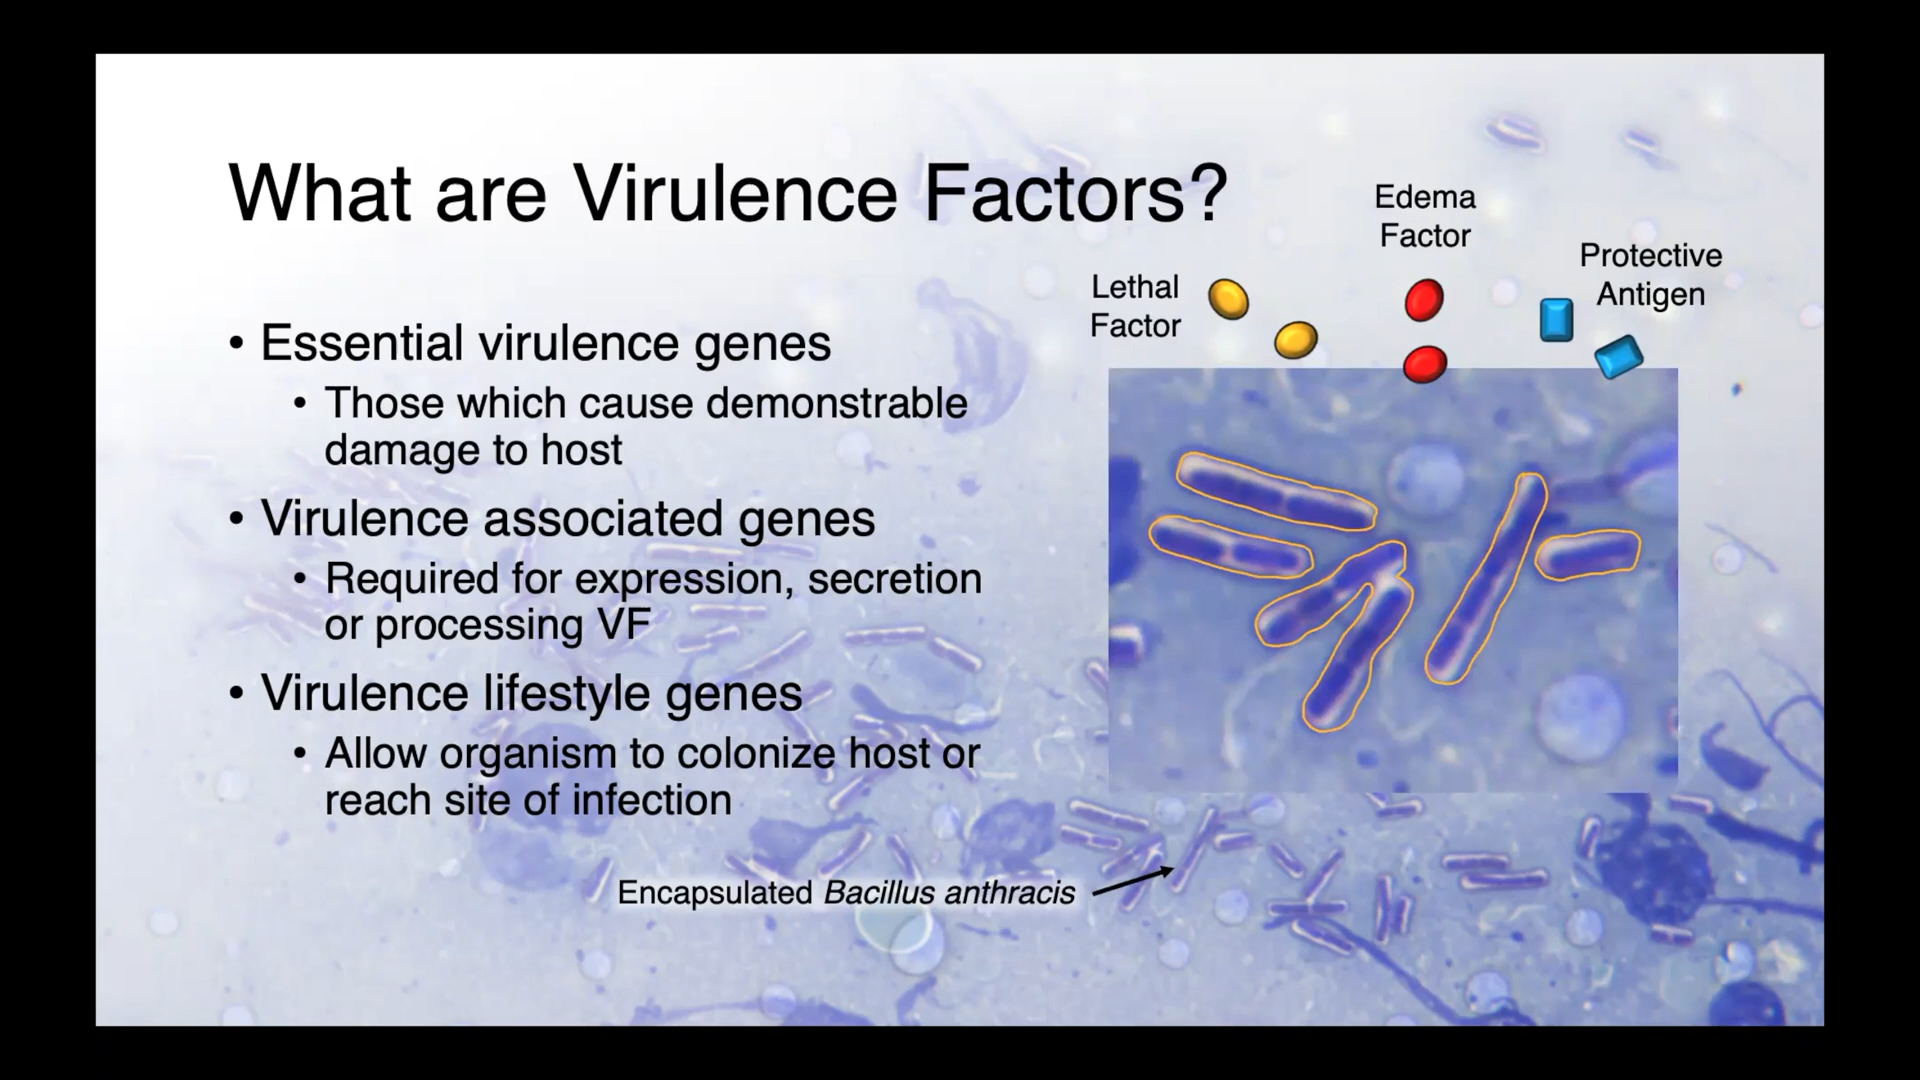 What are Virulence Factors?
• Essential virulence genes
• Those which cause demonstrable
damage to host
• Virulence associated genes
• Required for expression, secretion
or processing VF
• Virulence lifestyle genes
• Allow organism to colonize host or
reach site of infection
Lethal
Factor
Edema
Factor
Protective
Antigen
Encapsulated Bacillus anthracis